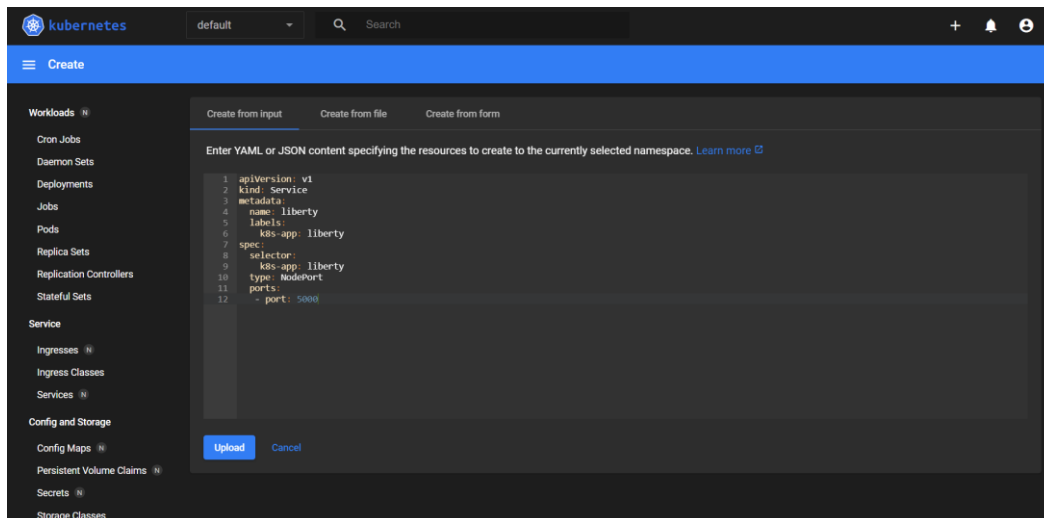 kubernetes default Search
Create
Workloads N
Cron Jobs
Daemon Sets
Deployments
Jobs
Pods
Replica Sets
Replication Controllers
Stateful Sets
Service
Ingresses N
Ingress Classes
Services N
Config and Storage
Config Maps N
Persistent Volume Claims N
Secrets N
Storage Classes
Create from input Create from file Create from form
Enter YAML or JSON content specifying the resources to create to the currently selected namespace. Learn more
1 apiVersion: v1
2 kind: Service
3 metadata:
4   name: liberty
5   labels:
6     k8s-app: liberty
7 spec:
8   selector:
9     k8s-app: liberty
10   type: NodePort
11   ports:
12    - port: 5000
Upload Cancel